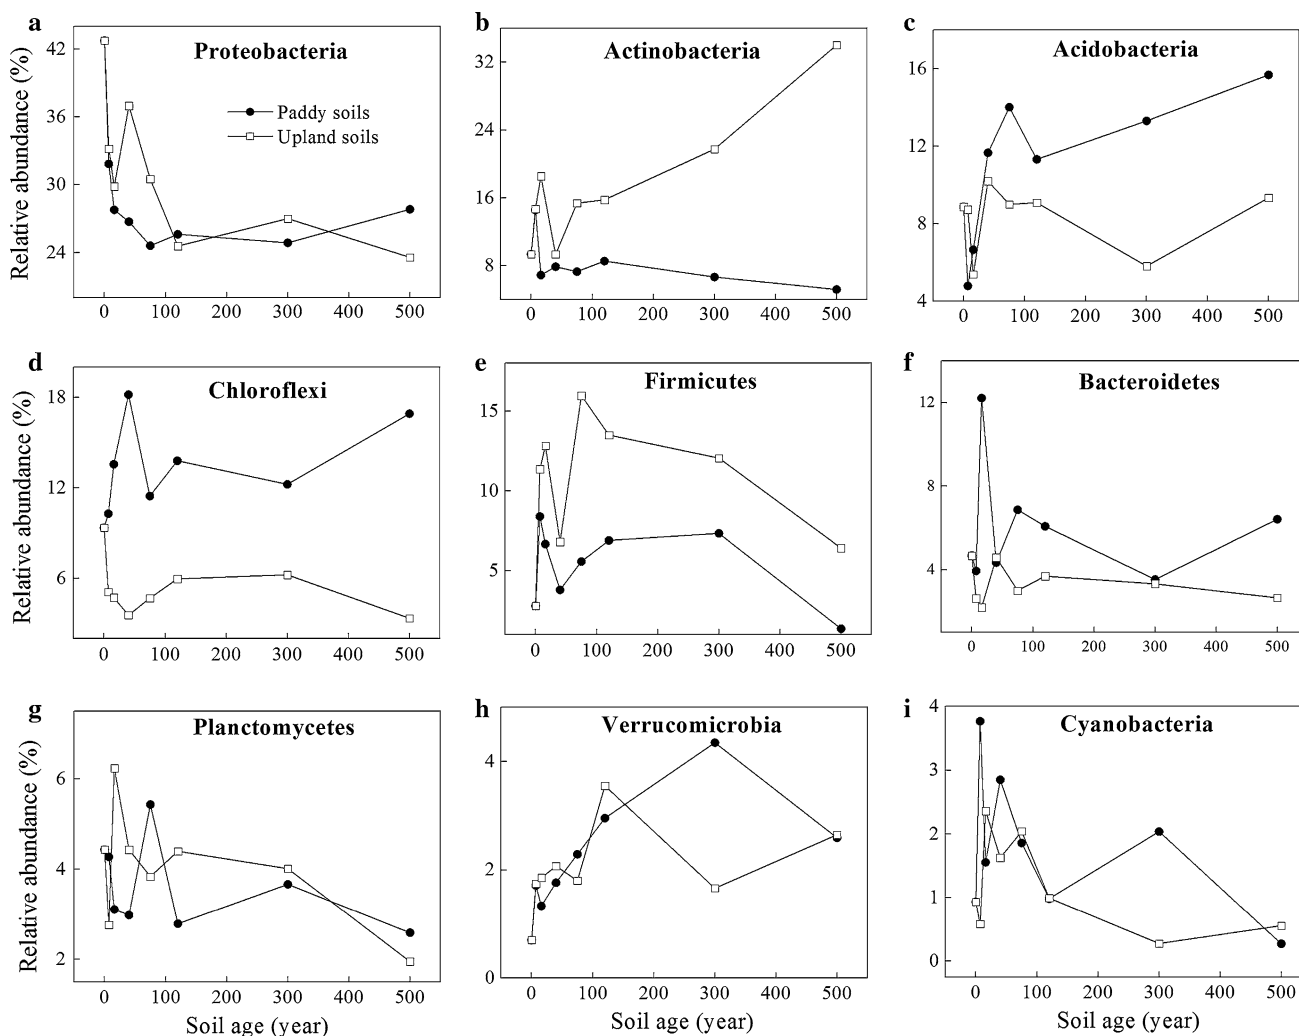 a
Proteobacteria
Paddy soils
Upland soils
Relative abundance (%)
42
36
30
24
0 100 200 300 400 500
b
Actinobacteria
32
24
16
8
0 100 200 300 400 500
c
Acidobacteria
16
12
8
4
0 100 200 300 400 500
d
Chloroflexi
Relative abundance (%)
18
12
6
0 100 200 300 400 500
e
Firmicutes
15
10
5
0 100 200 300 400 500
f
Bacteroidetes
12
8
4
0 100 200 300 400 500
g
Planctomycetes
Relative abundance (%)
6
4
2
0 100 200 300 400 500
Soil age (year)
h
Verrucomicrobia
4
2
0
0 100 200 300 400 500
Soil age (year)
i
Cyanobacteria
4
3
2
1
0
0 100 200 300 400 500
Soil age (year)